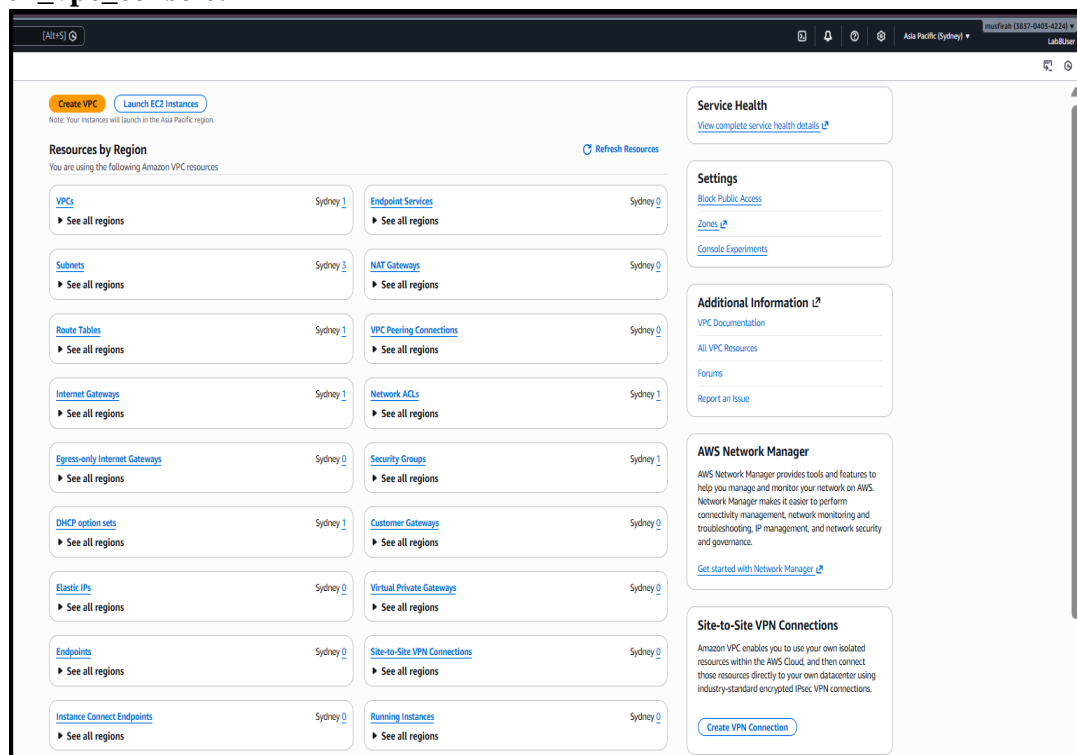 [Alt+S]
Asia Pacific (Sydney)
musfirah (3837-0403-4224)
LabBUser
Create VPC
Launch EC2 Instances
Note: Your Instances will launch in the Asia Pacific region.
Resources by Region
Refresh Resources
You are using the following Amazon VPC resources
VPCs Sydney 1
See all regions
Endpoint Services Sydney 0
See all regions
Subnets Sydney 3
See all regions
NAT Gateways Sydney 0
See all regions
Route Tables Sydney 1
See all regions
VPC Peering Connections Sydney 0
See all regions
Internet Gateways Sydney 1
See all regions
Network ACLs Sydney 1
See all regions
Egress-only Internet Gateways Sydney 0
See all regions
Security Groups Sydney 1
See all regions
DHCP option sets Sydney 1
See all regions
Customer Gateways Sydney 0
See all regions
Elastic IPs Sydney 0
See all regions
Virtual Private Gateways Sydney 0
See all regions
Endpoints Sydney 0
See all regions
Site-to-Site VPN Connections Sydney 0
See all regions
Instance Connect Endpoints Sydney 0
See all regions
Running Instances Sydney 0
See all regions
Service Health
View complete service health details
Settings
Block Public Access
Zones
Console Experiments
Additional Information
VPC Documentation
All VPC Resources
Forums
Report an Issue
AWS Network Manager
AWS Network Manager provides tools and features to
help you manage and monitor your network on AWS.
Network Manager makes it easier to perform
connectivity management, network monitoring and
troubleshooting, IP management, and network security
and governance.
Get started with Network Manager
Site-to-Site VPN Connections
Amazon VPC enables you to use your own isolated
resources within the AWS Cloud, and then connect
those resources directly to your own datacenter using
industry-standard encrypted IPsec VPN connections.
Create VPN Connection